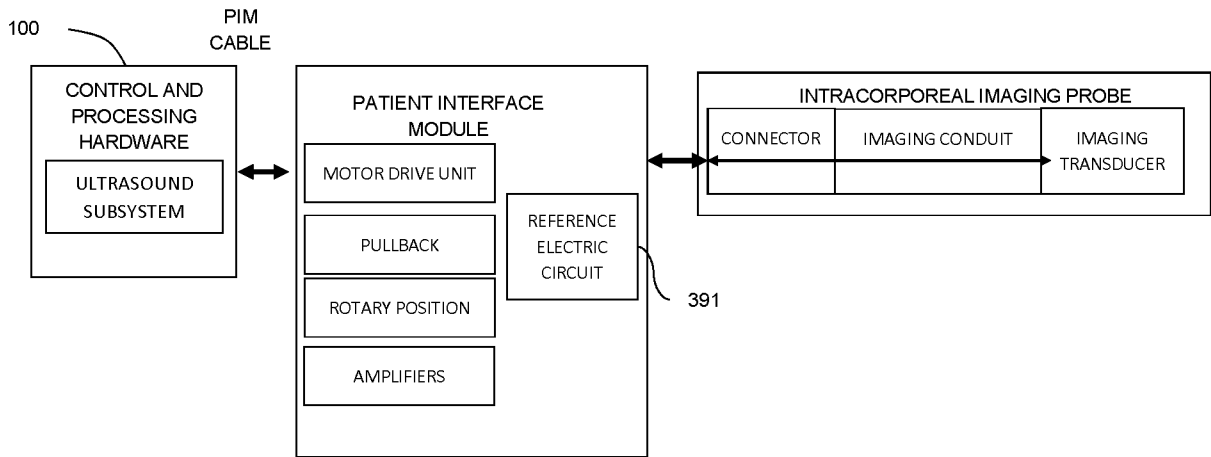 100
PIM
CABLE
CONTROL AND
PROCESSING
HARDWARE
ULTRASOUND
SUBSYSTEM
PATIENT INTERFACE
MODULE
MOTOR DRIVE UNIT
PULLBACK
ROTARY POSITION
AMPLIFIERS
REFERENCE
ELECTRIC
CIRCUIT
391
INTRACORPOREAL IMAGING PROBE
CONNECTOR
IMAGING CONDUIT
IMAGING
TRANSDUCER